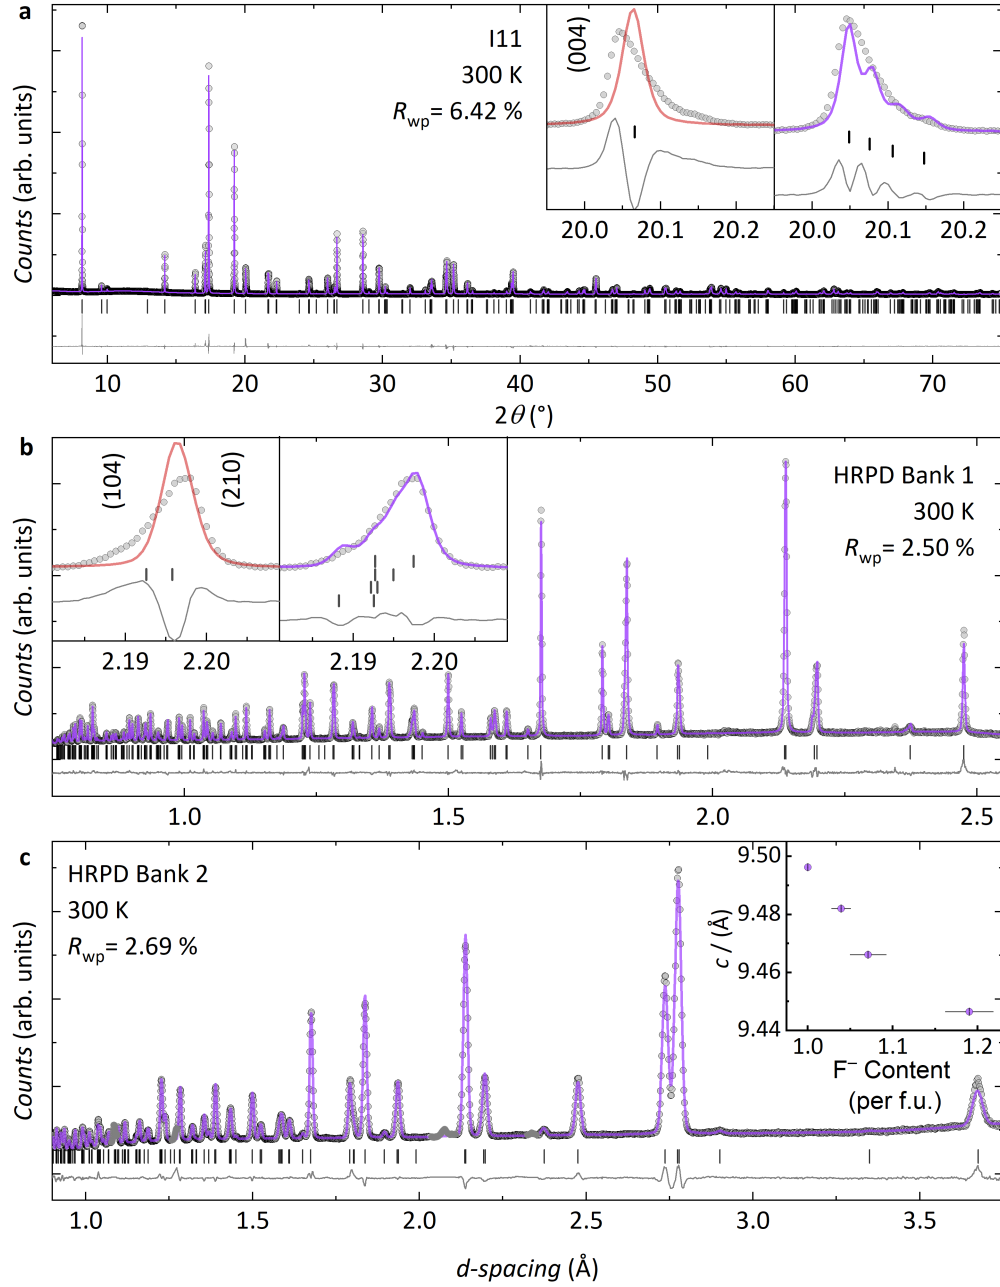 a
I11
300 K
Rwp= 6.42 %
(004)
20.0 20.1 20.2
20.0 20.1 20.2
Counts (arb. units)
10 20 30 40 50 60 70
2θ (°)
b
(104)
(210)
2.19 2.20
2.19 2.20
HRPD Bank 1
300 K
Rwp= 2.50 %
Counts (arb. units)
1.0 1.5 2.0 2.5
c
HRPD Bank 2
300 K
Rwp= 2.69 %
Counts (arb. units)
9.50
9.48
9.46
9.44
c / (Å)
1.0 1.1 1.2
F⁻ Content
(per f.u.)
1.0 1.5 2.0 2.5 3.0 3.5
d-spacing (Å)